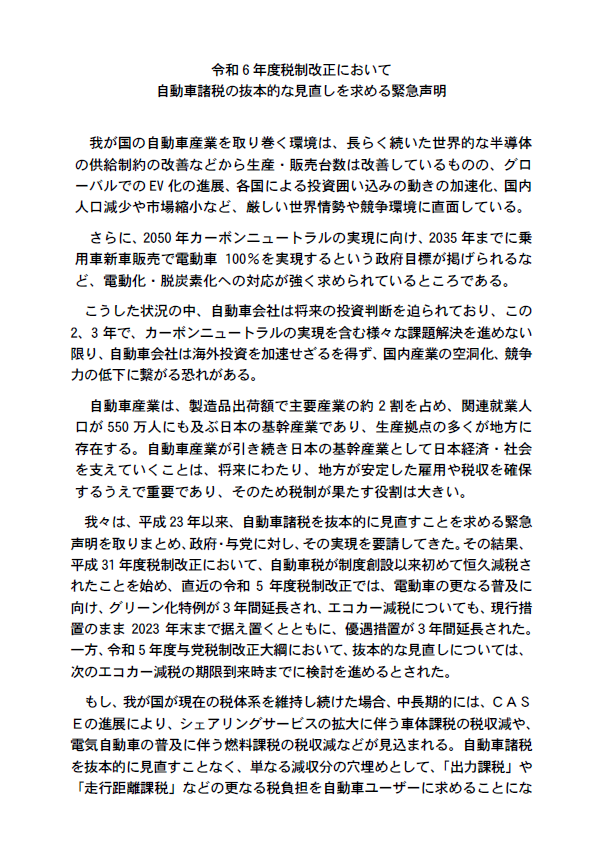 令和６年度税制改正において
自動車諸税の抜本的な見直しを求める緊急声明
我が国の自動車産業を取り巻く環境は、長らく続いた世界的な半導体
の供給制約の改善などから生産・販売台数は改善しているものの、グロ
ーバルでの EV 化の進展、各国による投資囲い込みの動きの加速化、国内
人口減少や市場縮小など、厳しい世界情勢や競争環境に直面している。
さらに、2050 年カーボンニュートラルの実現に向け、2035 年までに乗
用車新車販売で電動車 100％を実現するという政府目標が掲げられるな
ど、電動化・脱炭素化への対応が強く求められているところである。
こうした状況の中、自動車会社は将来の投資判断を迫られており、この
2、3 年で、カーボンニュートラルの実現を含む様々な課題解決を進めない
限り、自動車会社は海外投資を加速せざるを得ず、国内産業の空洞化、競争
力の低下に繋がる恐れがある。
自動車産業は、製造品出荷額で主要産業の約 2 割を占め、関連就業人
口が 550 万人にも及ぶ日本の基幹産業であり、生産拠点の多くが地方に
存在する。自動車産業が引き続き日本の基幹産業として日本経済・社会
を支えていくことは、将来にわたり、地方が安定した雇用や税収を確保
するうえで重要であり、そのため税制が果たす役割は大きい。
我々は、平成 23 年以来、自動車諸税を抜本的に見直すことを求める緊急
声明を取りまとめ、政府･与党に対し、その実現を要請してきた。その結果、
平成 31 年度税制改正において、自動車税が制度創設以来初めて恒久減税さ
れたことを始め、直近の令和 5 年度税制改正では、電動車の更なる普及に
向け、グリーン化特例が３年間延長され、エコカー減税についても、現行措
置のまま 2023 年末まで据え置くとともに、優遇措置が３年間延長された。
一方、令和５年度与党税制改正大綱において、抜本的な見直しについては、
次のエコカー減税の期限到来時までに検討を進めるとされた。
もし、我が国が現在の税体系を維持し続けた場合、中長期的には、ＣＡＳ
Ｅの進展により、シェアリングサービスの拡大に伴う車体課税の税収減や、
電気自動車の普及に伴う燃料課税の税収減などが見込まれる。自動車諸税
を抜本的に見直すことなく、単なる減収分の穴埋めとして、「出力課税」や
「走行距離課税」などの更なる税負担を自動車ユーザーに求めることにな